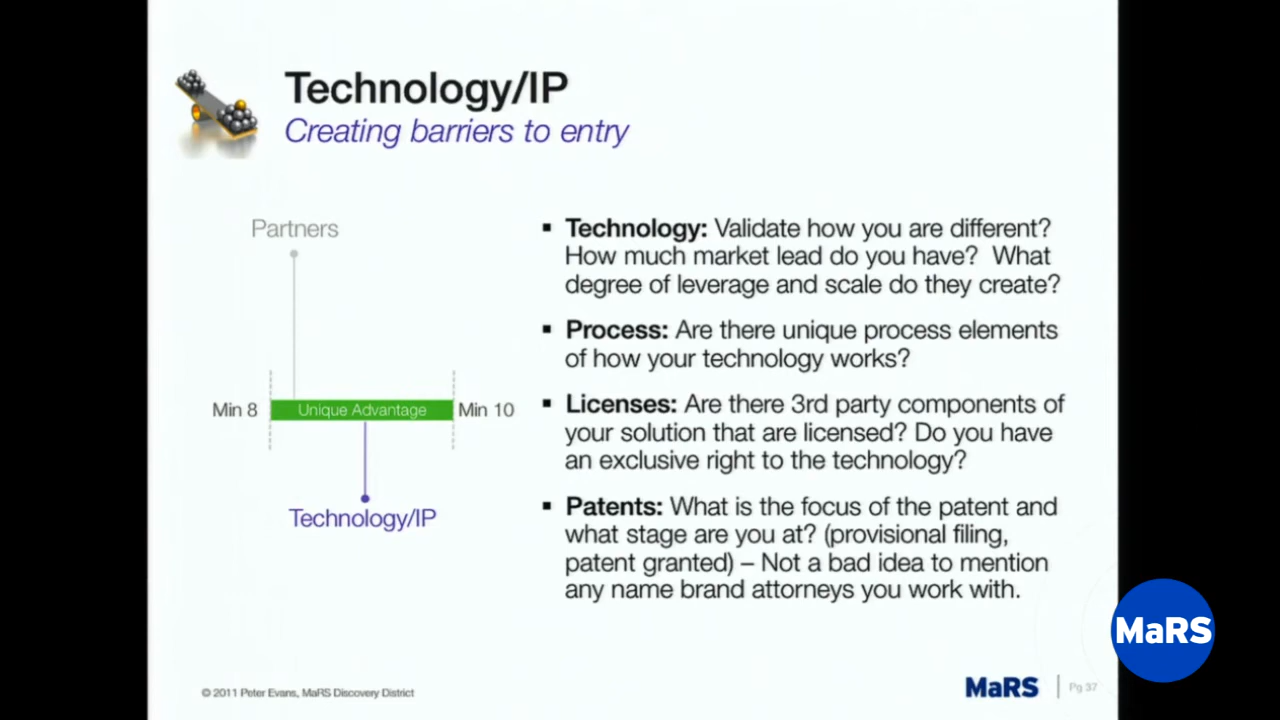 Technology/IP
Creating barriers to entry
Partners
Min 8
Unique Advantage
Min 10
Technology/IP
▪ Technology: Validate how you are different?
How much market lead do you have?  What
degree of leverage and scale do they create?
▪ Process: Are there unique process elements
of how your technology works?
▪ Licenses: Are there 3rd party components of
your solution that are licensed? Do you have
an exclusive right to the technology?
▪ Patents: What is the focus of the patent and
what stage are you at? (provisional filing,
patent granted) – Not a bad idea to mention
any name brand attorneys you work with.
© 2011 Peter Evans, MaRS Discovery District
MaRS
Pg 37
MaRS